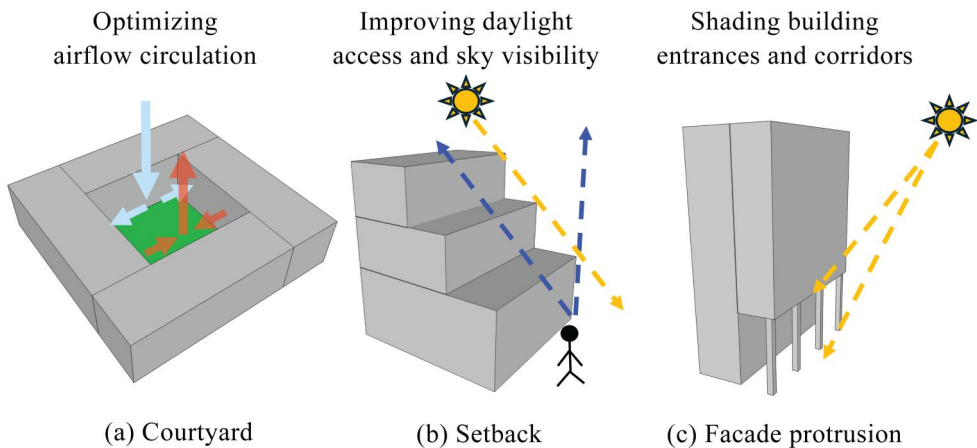 Optimizing
airflow circulation
Improving daylight
access and sky visibility
Shading building
entrances and corridors
(a) Courtyard
(b) Setback
(c) Facade protrusion